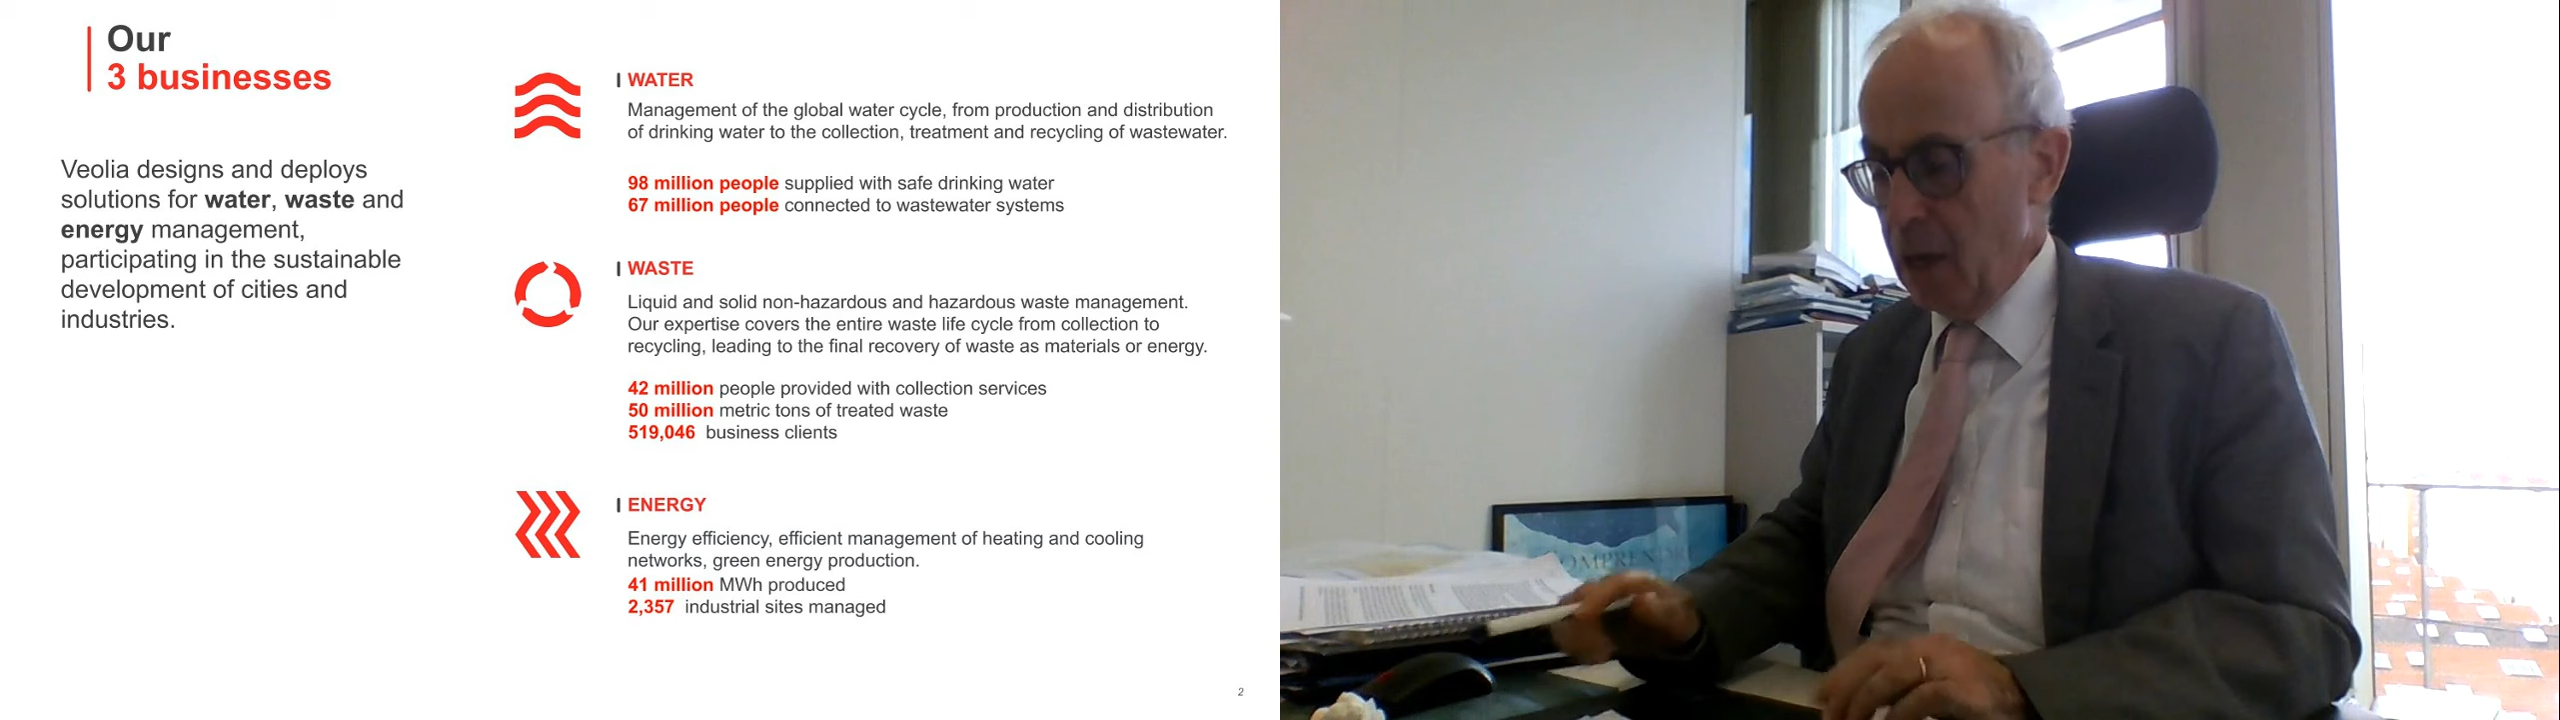 Our
3 businesses
Veolia designs and deploys
solutions for water, waste and
energy management,
participating in the sustainable
development of cities and
industries.
WATER
Management of the global water cycle, from production and distribution
of drinking water to the collection, treatment and recycling of wastewater.
98 million people supplied with safe drinking water
67 million people connected to wastewater systems
WASTE
Liquid and solid non-hazardous and hazardous waste management.
Our expertise covers the entire waste life cycle from collection to
recycling, leading to the final recovery of waste as materials or energy.
42 million people provided with collection services
50 million metric tons of treated waste
519,046 business clients
ENERGY
Energy efficiency, efficient management of heating and cooling
networks, green energy production.
41 million MWh produced
2,357 industrial sites managed
2